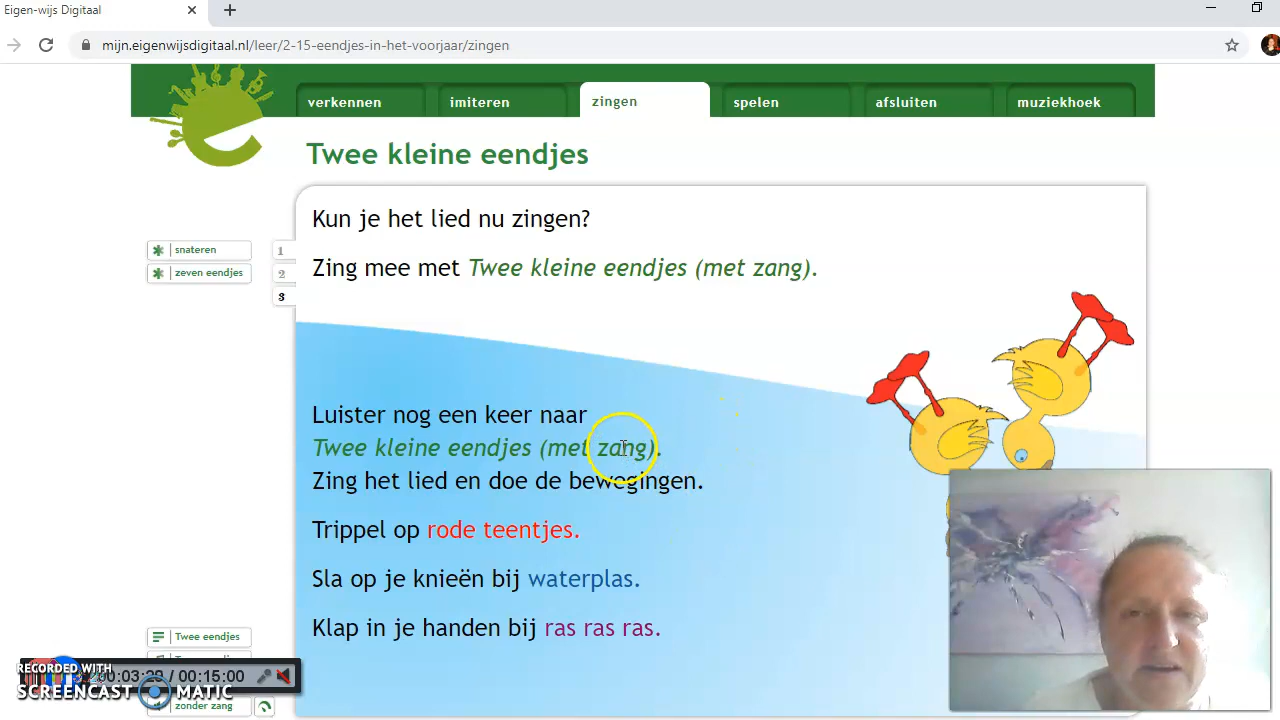 Eigen-wijs Digitaal
mijn.eigenwijsdigitaal.nl/leer/2-15-eendjes-in-het-voorjaar/zingen
verkennen
imiteren
zingen
spelen
afsluiten
muziekhoek
Twee kleine eendjes
Kun je het lied nu zingen?
snateren
1
Zing mee met Twee kleine eendjes (met zang).
zeven eendjes
2
3
Luister nog een keer naar
Twee kleine eendjes (met zang).
Zing het lied en doe de bewegingen.
Trippel op rode teentjes.
Sla op je knieën bij waterplas.
Klap in je handen bij ras ras ras.
Twee eendjes
RECORDED WITH
00:03:29 / 00:15:00
SCREENCAST MATIC
zonder zang